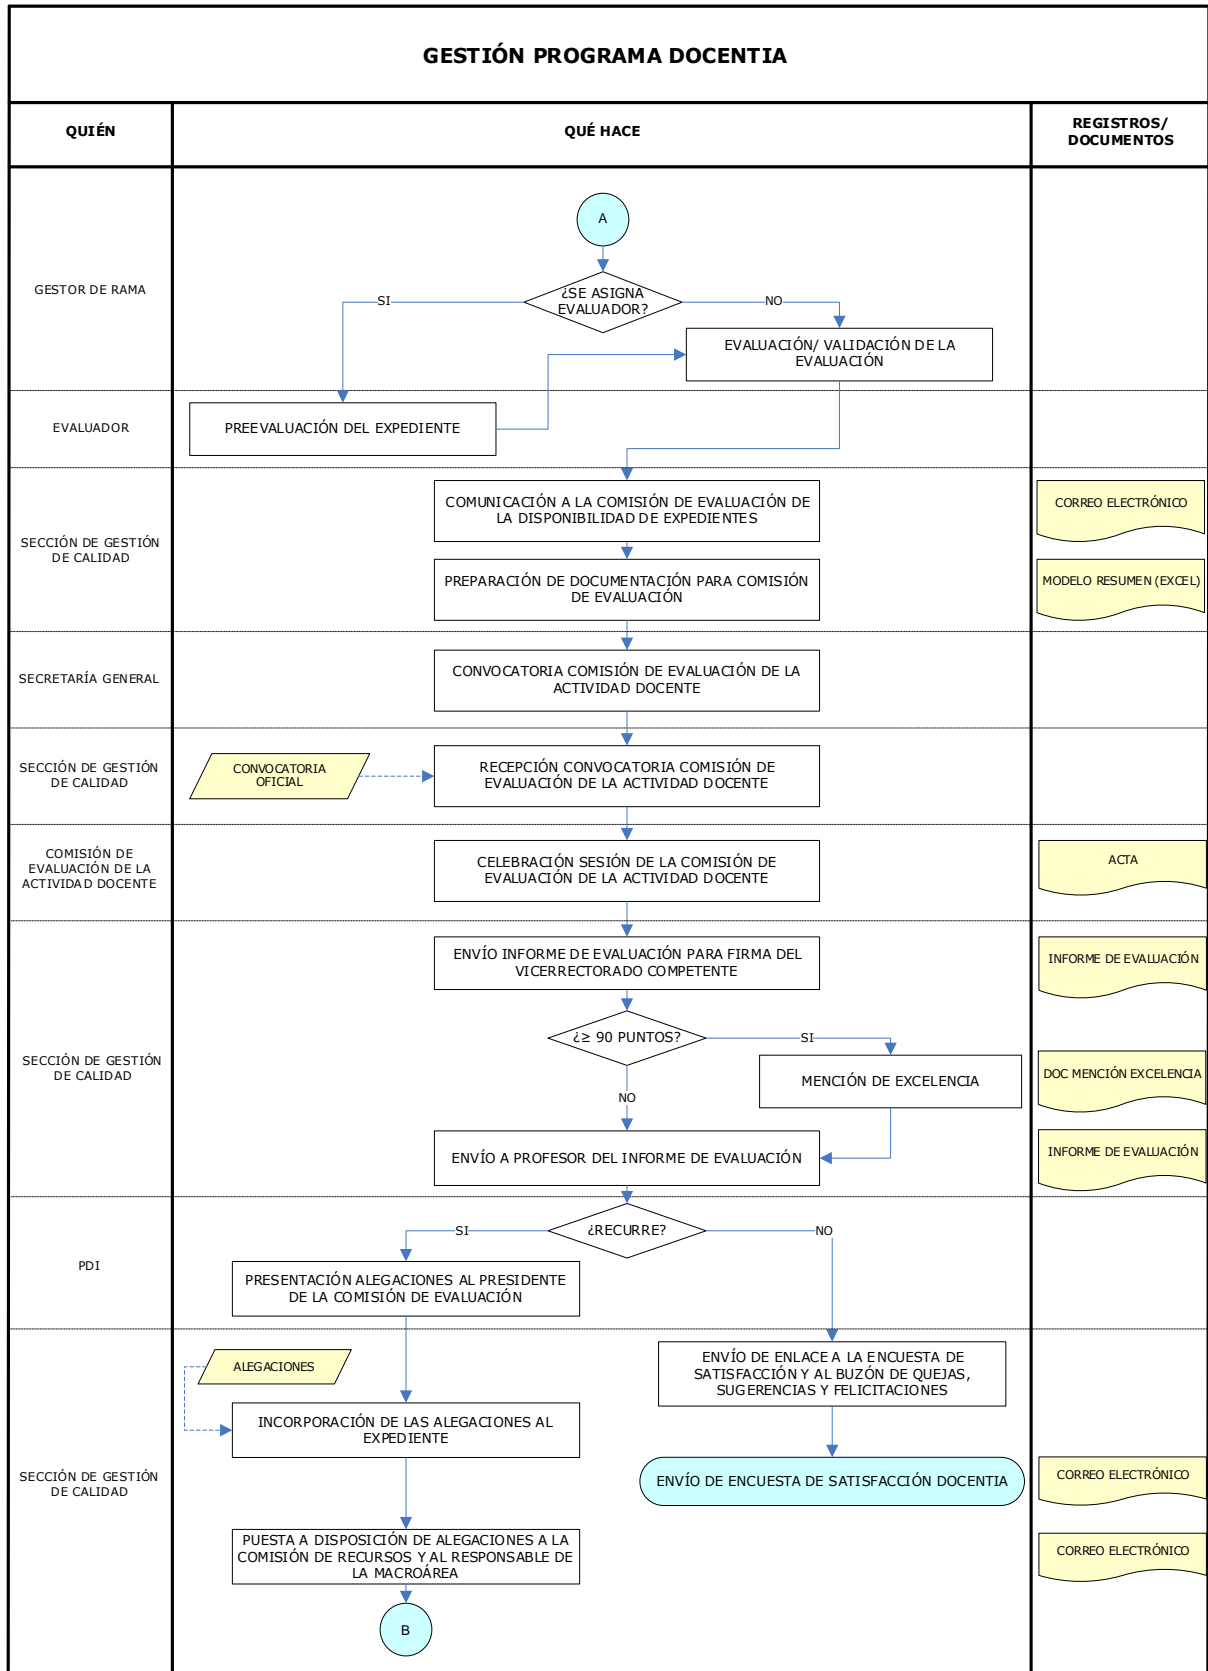 GESTIÓN PROGRAMA DOCENTIA
QUIÉN
QUÉ HACE
REGISTROS/
DOCUMENTOS
A
GESTOR DE RAMA
¿SE ASIGNA
EVALUADOR?
SI
NO
EVALUACIÓN/ VALIDACIÓN DE LA
EVALUACIÓN
EVALUADOR
PREEVALUACIÓN DEL EXPEDIENTE
SECCIÓN DE GESTIÓN
DE CALIDAD
COMUNICACIÓN A LA COMISIÓN DE EVALUACIÓN DE
LA DISPONIBILIDAD DE EXPEDIENTES
CORREO ELECTRÓNICO
PREPARACIÓN DE DOCUMENTACIÓN PARA COMISIÓN
DE EVALUACIÓN
MODELO RESUMEN (EXCEL)
SECRETARÍA GENERAL
CONVOCATORIA COMISIÓN DE EVALUACIÓN DE LA
ACTIVIDAD DOCENTE
SECCIÓN DE GESTIÓN
DE CALIDAD
CONVOCATORIA
OFICIAL
RECEPCIÓN CONVOCATORIA COMISIÓN DE
EVALUACIÓN DE LA ACTIVIDAD DOCENTE
COMISIÓN DE
EVALUACIÓN DE LA
ACTIVIDAD DOCENTE
CELEBRACIÓN SESIÓN DE LA COMISIÓN DE
EVALUACIÓN DE LA ACTIVIDAD DOCENTE
ACTA
SECCIÓN DE GESTIÓN
DE CALIDAD
ENVÍO INFORME DE EVALUACIÓN PARA FIRMA DEL
VICERRECTORADO COMPETENTE
INFORME DE EVALUACIÓN
¿≥ 90 PUNTOS?
SI
NO
MENCIÓN DE EXCELENCIA
DOC MENCIÓN EXCELENCIA
ENVÍO A PROFESOR DEL INFORME DE EVALUACIÓN
INFORME DE EVALUACIÓN
PDI
¿RECURRE?
SI
NO
PRESENTACIÓN ALEGACIONES AL PRESIDENTE
DE LA COMISIÓN DE EVALUACIÓN
SECCIÓN DE GESTIÓN
DE CALIDAD
ALEGACIONES
ENVÍO DE ENLACE A LA ENCUESTA DE
SATISFACCIÓN Y AL BUZÓN DE QUEJAS,
SUGERENCIAS Y FELICITACIONES
INCORPORACIÓN DE LAS ALEGACIONES AL
EXPEDIENTE
ENVÍO DE ENCUESTA DE SATISFACCIÓN DOCENTIA
CORREO ELECTRÓNICO
PUESTA A DISPOSICIÓN DE ALEGACIONES A LA
COMISIÓN DE RECURSOS Y AL RESPONSABLE DE
LA MACROÁREA
CORREO ELECTRÓNICO
B